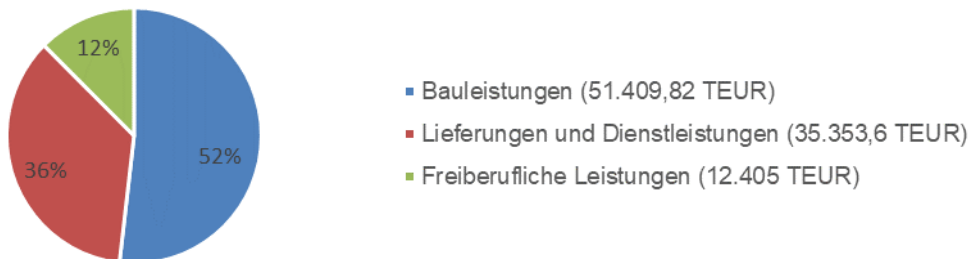 12%
52%
36%
Bauleistungen (51.409,82 TEUR)
Lieferungen und Dienstleistungen (35.353,6 TEUR)
Freiberufliche Leistungen (12.405 TEUR)